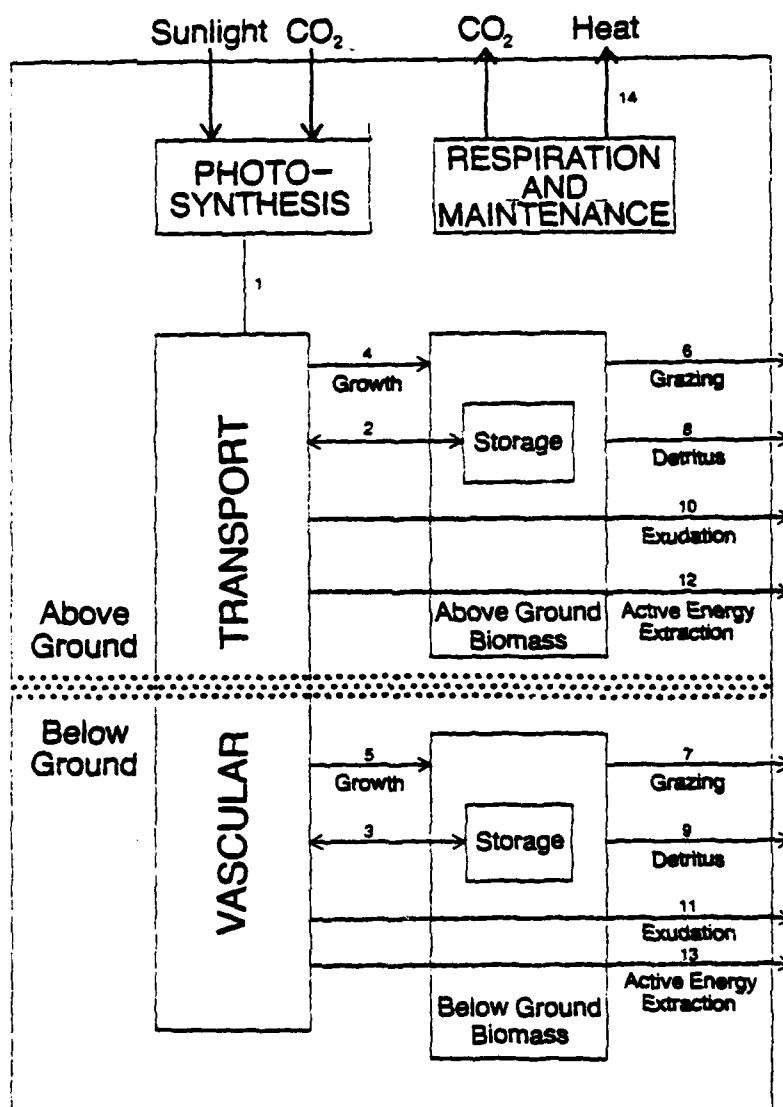 Sunlight CO₂ CO₂ Heat
14
PHOTO-
SYNTHESIS
RESPIRATION
AND
MAINTENANCE
1
VASCULAR TRANSPORT
4
Growth
6
Grazing
2
Storage
8
Detritus
10
Exudation
12
Active Energy
Extraction
Above Ground
Biomass
Above
Ground
Below
Ground
5
Growth
7
Grazing
3
Storage
9
Detritus
11
Exudation
13
Active Energy
Extraction
Below Ground
Biomass